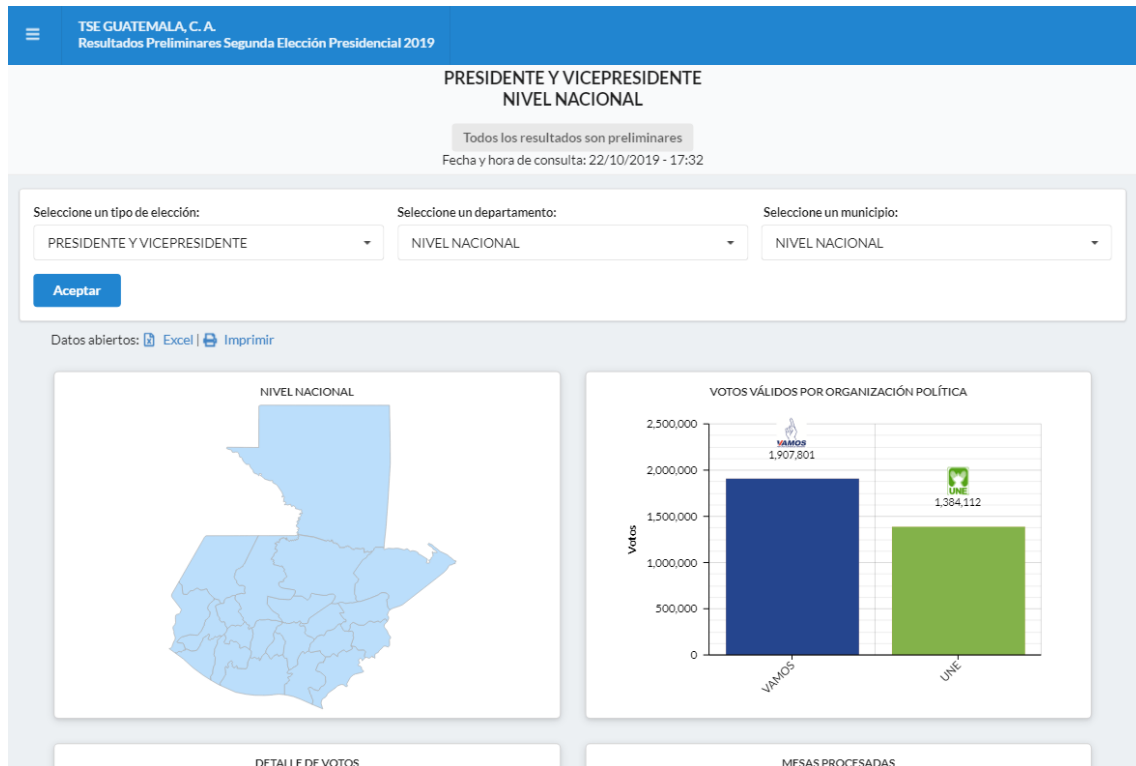 TSE GUATEMALA, C. A.
Resultados Preliminares Segunda Elección Presidencial 2019
PRESIDENTE Y VICEPRESIDENTE
NIVEL NACIONAL
Todos los resultados son preliminares
Fecha y hora de consulta: 22/10/2019 - 17:32
Seleccione un tipo de elección:
PRESIDENTE Y VICEPRESIDENTE
Seleccione un departamento:
NIVEL NACIONAL
Seleccione un municipio:
NIVEL NACIONAL
Aceptar
Datos abiertos: Excel | Imprimir
NIVEL NACIONAL
VOTOS VÁLIDOS POR ORGANIZACIÓN POLÍTICA
2,500,000
2,000,000
1,500,000
1,000,000
500,000
0
Votos
VAMOS
1,907,801
UNE
1,384,112
VAMOS
UNE
DETALLE DE VOTOS
MESAS PROCESADAS